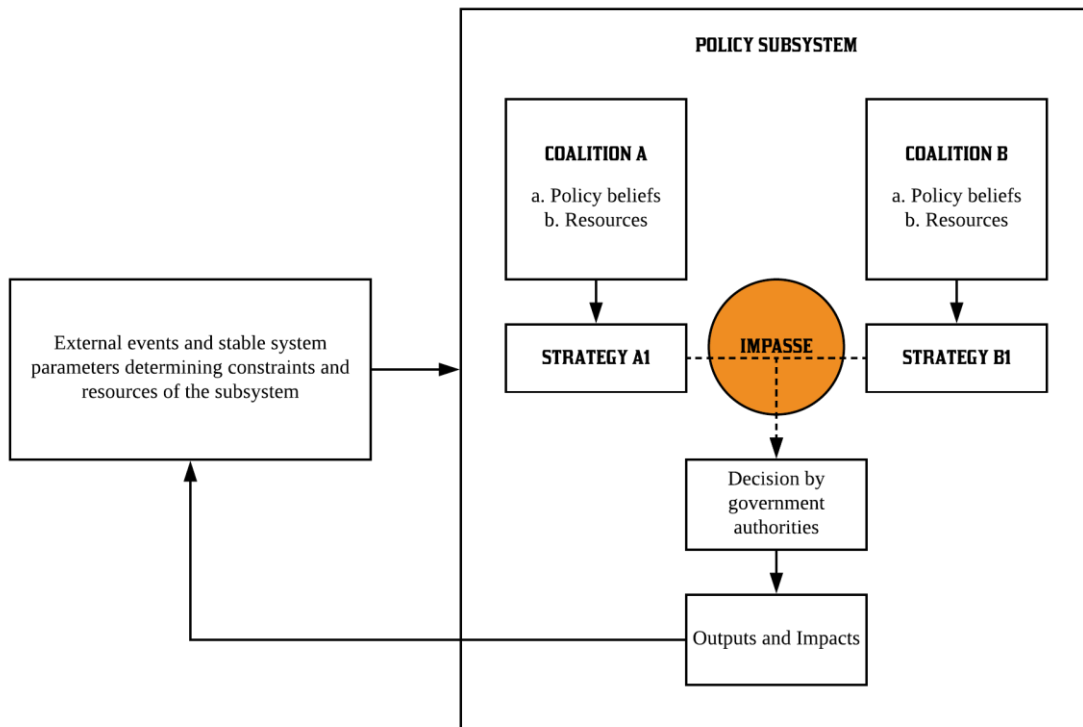 POLICY SUBSYSTEM
COALITION A
a. Policy beliefs
b. Resources
COALITION B
a. Policy beliefs
b. Resources
External events and stable system
parameters determining constraints and
resources of the subsystem
STRATEGY A1
IMPASSE
STRATEGY B1
Decision by
government
authorities
Outputs and Impacts